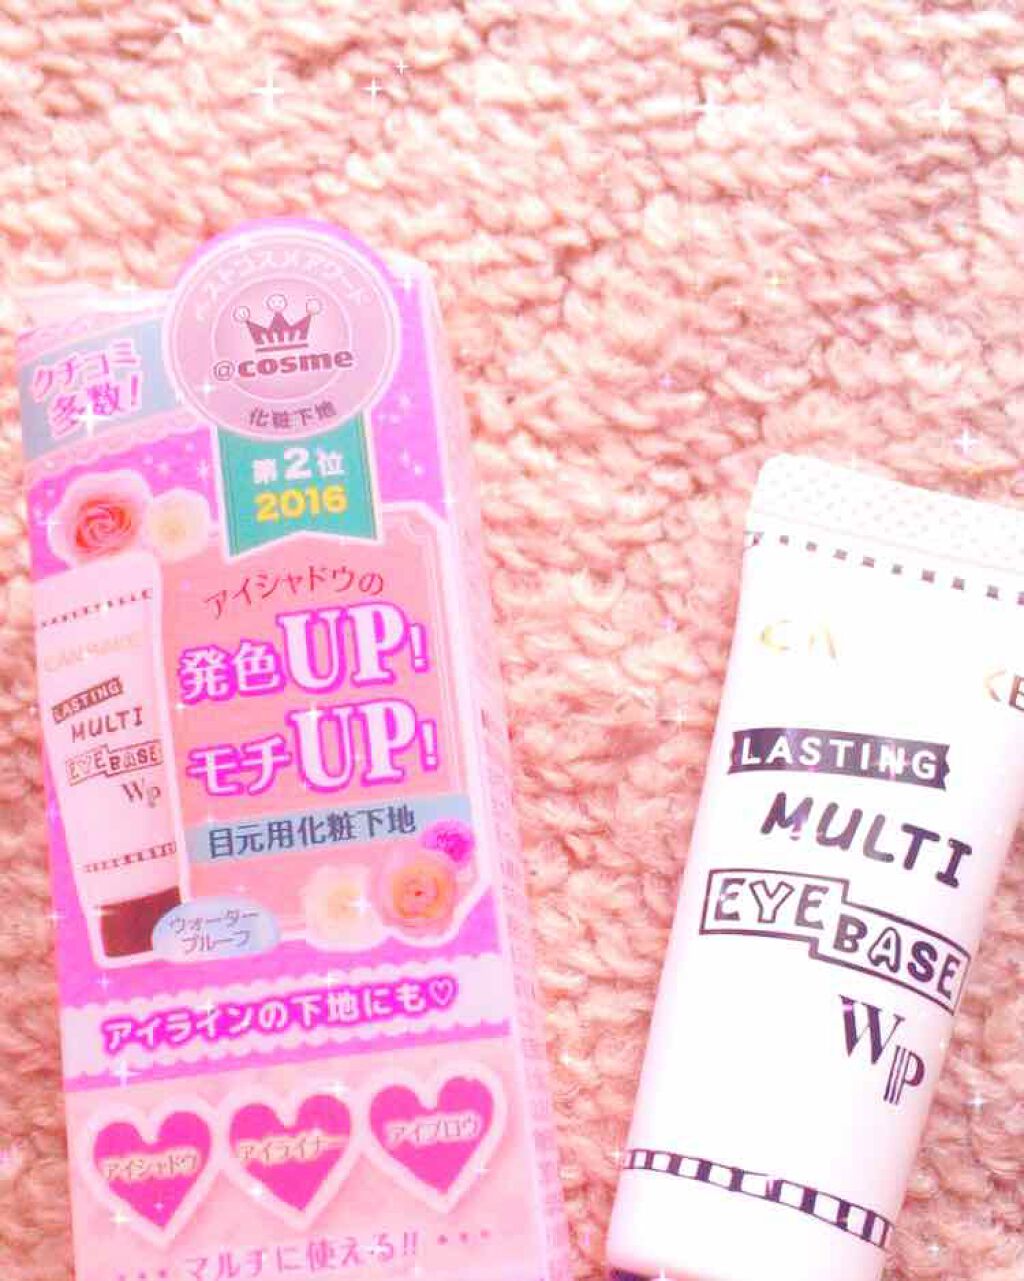 クチコミ
多数!
ベストコスメアワード
@cosme
化粧下地
第2位
2016
アイシャドウの
発色UP!
モチUP!
目元用化粧下地
LASTING
MULTI
EYEBASE
WP
ウォーター
プルーフ
アイラインの下地にも♡
アイシャドウ
アイライナー
アイブロウ
マルチに使える!!
LASTING
MULTI
EYEBASE
WP